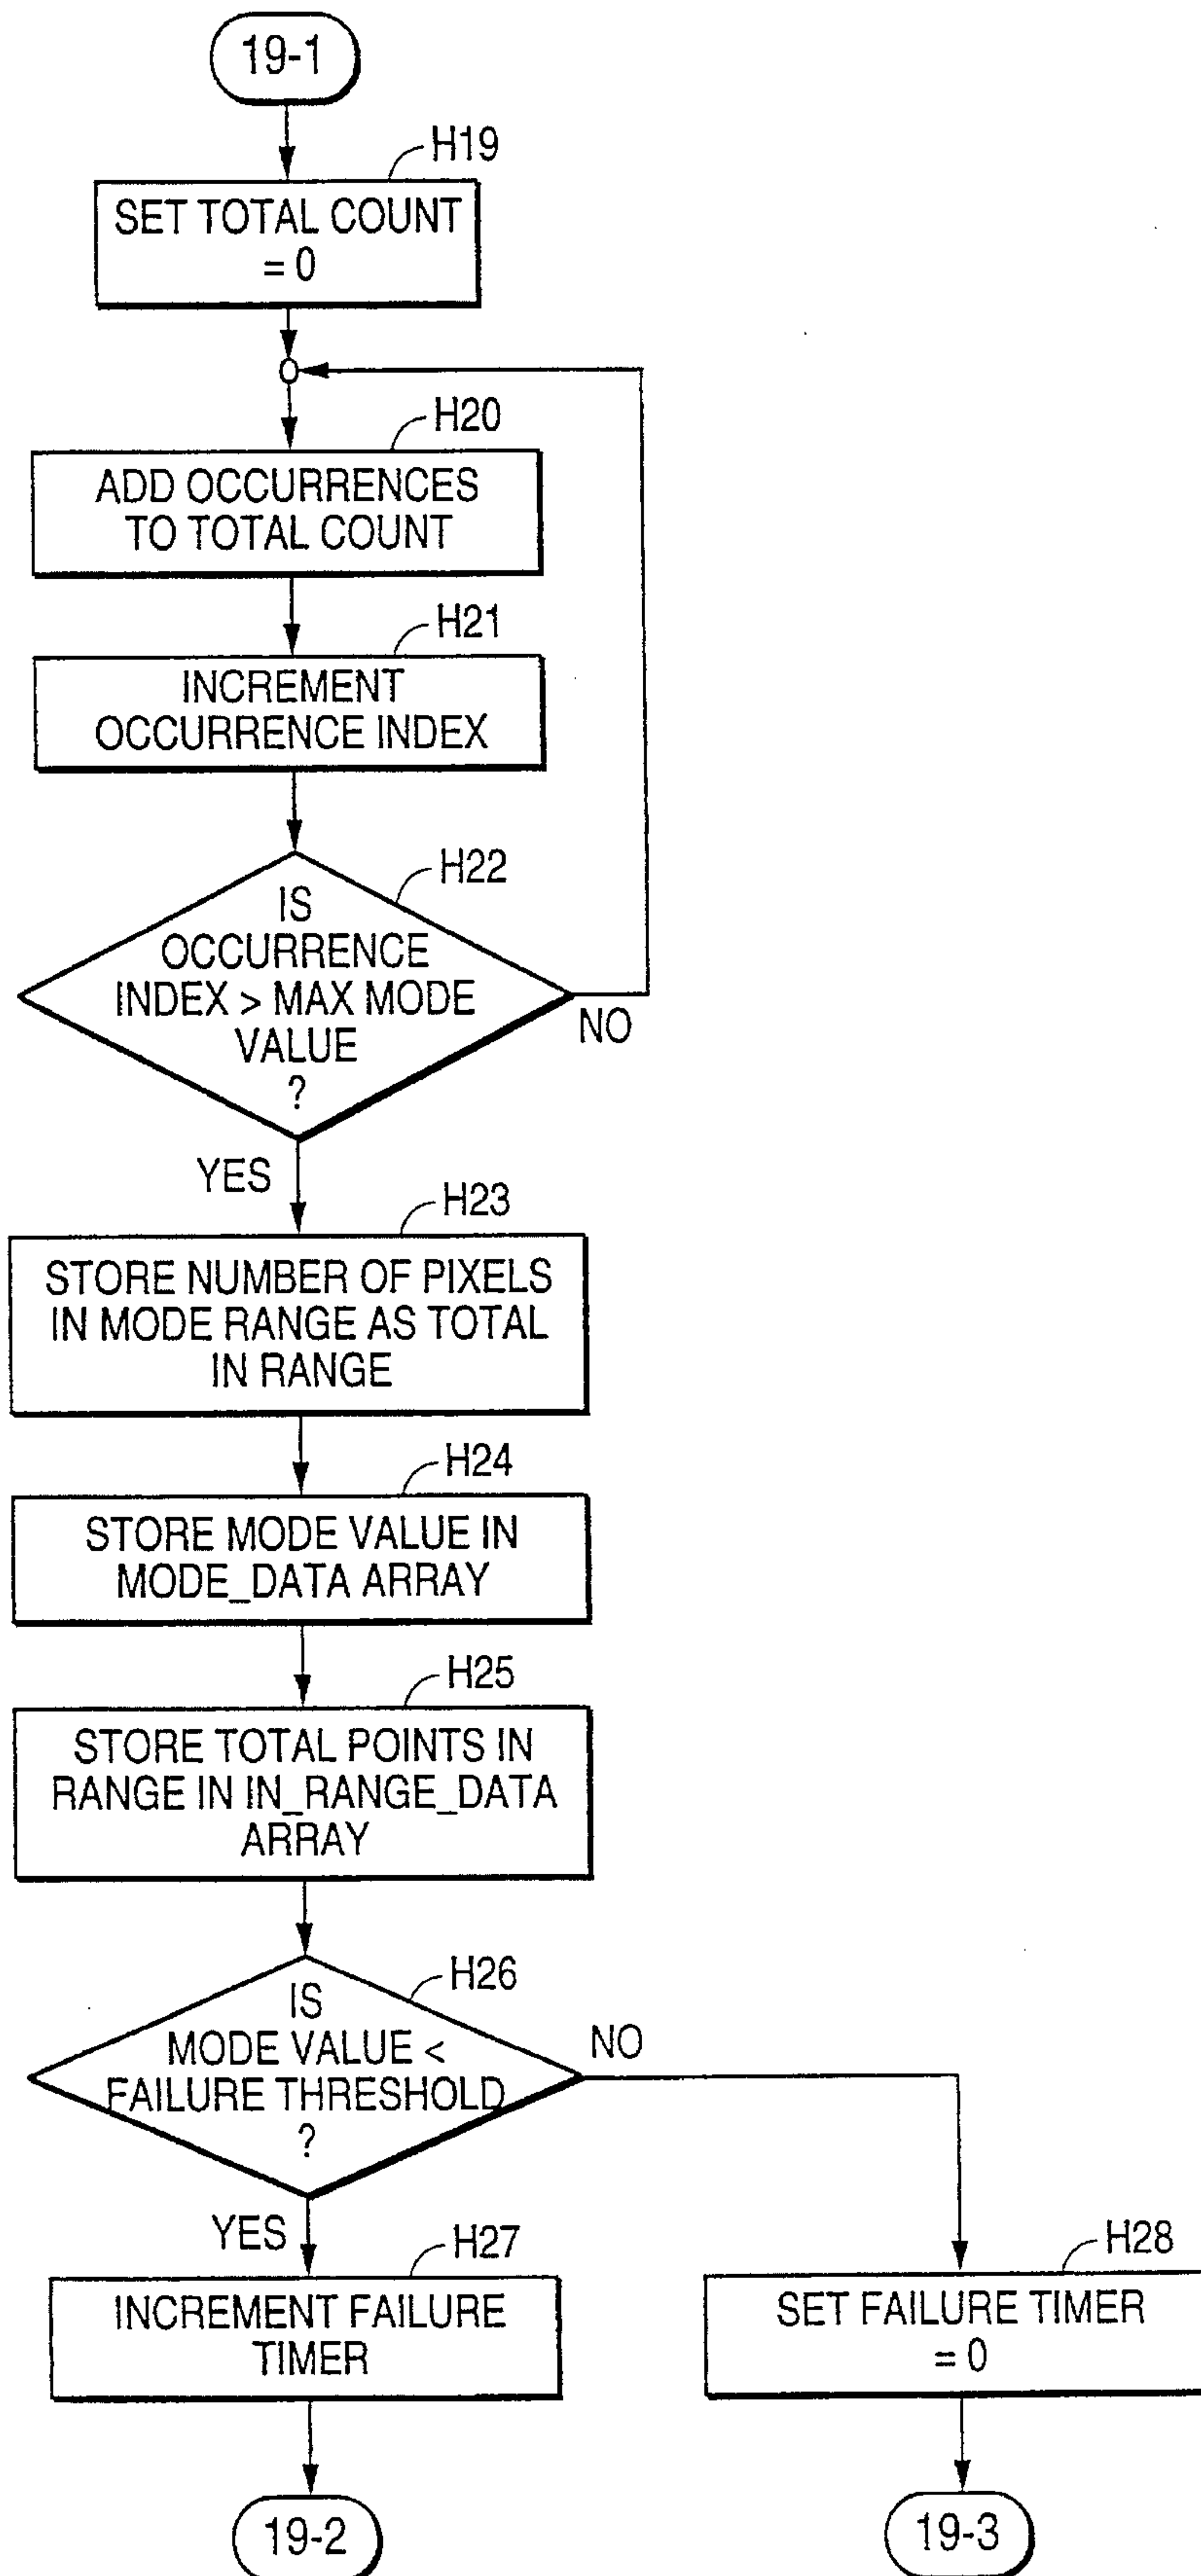 19-1
H19
SET TOTAL COUNT
= 0
H20
ADD OCCURRENCES
TO TOTAL COUNT
H21
INCREMENT
OCCURRENCE INDEX
H22
IS
OCCURRENCE
INDEX > MAX MODE
VALUE
?
NO
YES
H23
STORE NUMBER OF PIXELS
IN MODE RANGE AS TOTAL
IN RANGE
H24
STORE MODE VALUE IN
MODE_DATA ARRAY
H25
STORE TOTAL POINTS IN
RANGE IN IN_RANGE_DATA
ARRAY
H26
IS
MODE VALUE <
FAILURE THRESHOLD
?
NO
YES
H27
INCREMENT FAILURE
TIMER
H28
SET FAILURE TIMER
= 0
19-2
19-3